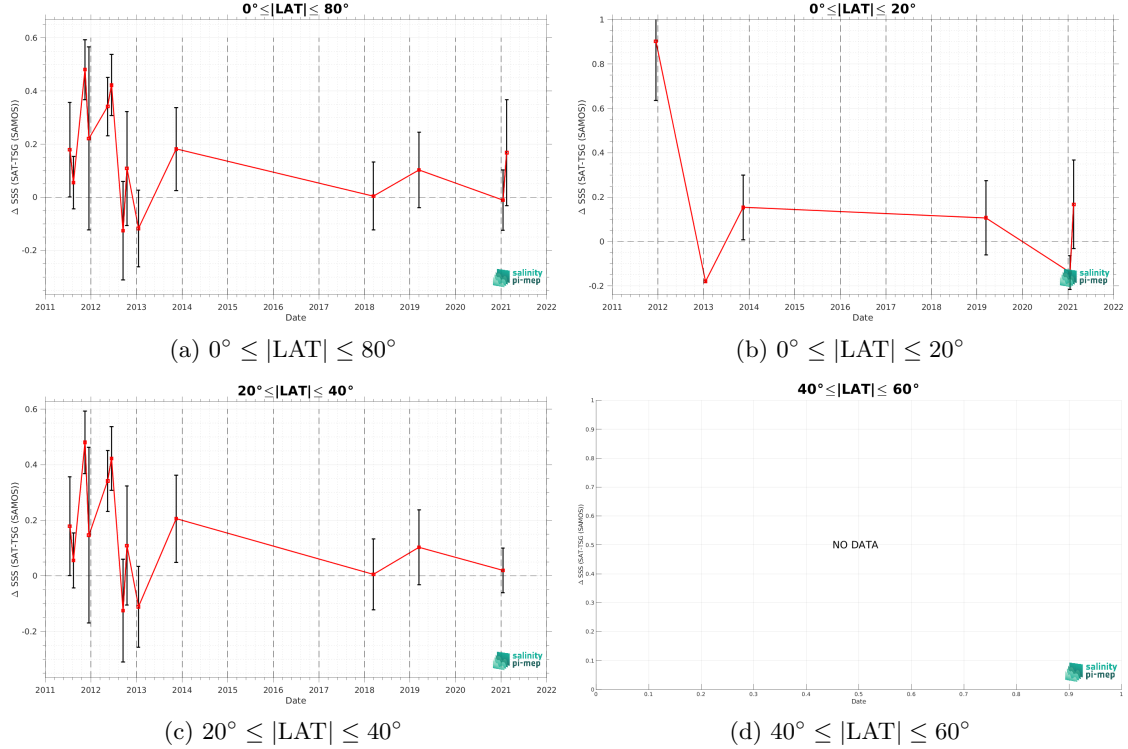 0°≤|LAT|≤ 80°
Δ SSS (SAT-TSG (SAMOS))
0.6
0.4
0.2
0
-0.2
2011 2012 2013 2014 2015 2016 2017 2018 2019 2020 2021 2022
Date
salinity
pi-mep
(a) 0° ≤ |LAT| ≤ 80°
0°≤|LAT|≤ 20°
Δ SSS (SAT-TSG (SAMOS))
1
0.8
0.6
0.4
0.2
0
-0.2
2011 2012 2013 2014 2015 2016 2017 2018 2019 2020 2021 2022
Date
salinity
pi-mep
(b) 0° ≤ |LAT| ≤ 20°
20°≤|LAT|≤ 40°
Δ SSS (SAT-TSG (SAMOS))
0.6
0.4
0.2
0
-0.2
2011 2012 2013 2014 2015 2016 2017 2018 2019 2020 2021 2022
Date
salinity
pi-mep
(c) 20° ≤ |LAT| ≤ 40°
40°≤|LAT|≤ 60°
Δ SSS (SAT-TSG (SAMOS))
1
0.9
0.8
0.7
0.6
0.5
0.4
0.3
0.2
0.1
0
NO DATA
0 0.1 0.2 0.3 0.4 0.5 0.6 0.7 0.8 0.9 1
Date
salinity
pi-mep
(d) 40° ≤ |LAT| ≤ 60°